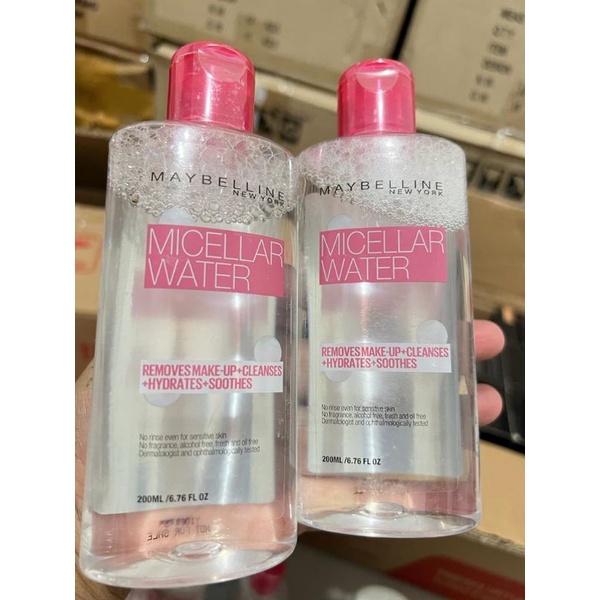 MAYBELLINE
NEW YORK
MICELLAR
WATER
REMOVES MAKE-UP+CLEANSES
+HYDRATES+SOOTHES
No rinse even for sensitive skin
No fragrance, alcohol free, fresh and oil free
Dermatologist and ophthalmologically tested
200ML/6.76 FL OZ
NOT FOR SALE
MAYBELLINE
NEW YORK
MICELLAR
WATER
REMOVES MAKE-UP+CLEANSES
+HYDRATES+SOOTHES
No rinse even for sensitive skin
No fragrance, alcohol free, fresh and oil free
Dermatologist and ophthalmologically tested
200ML/6.76 FL OZ